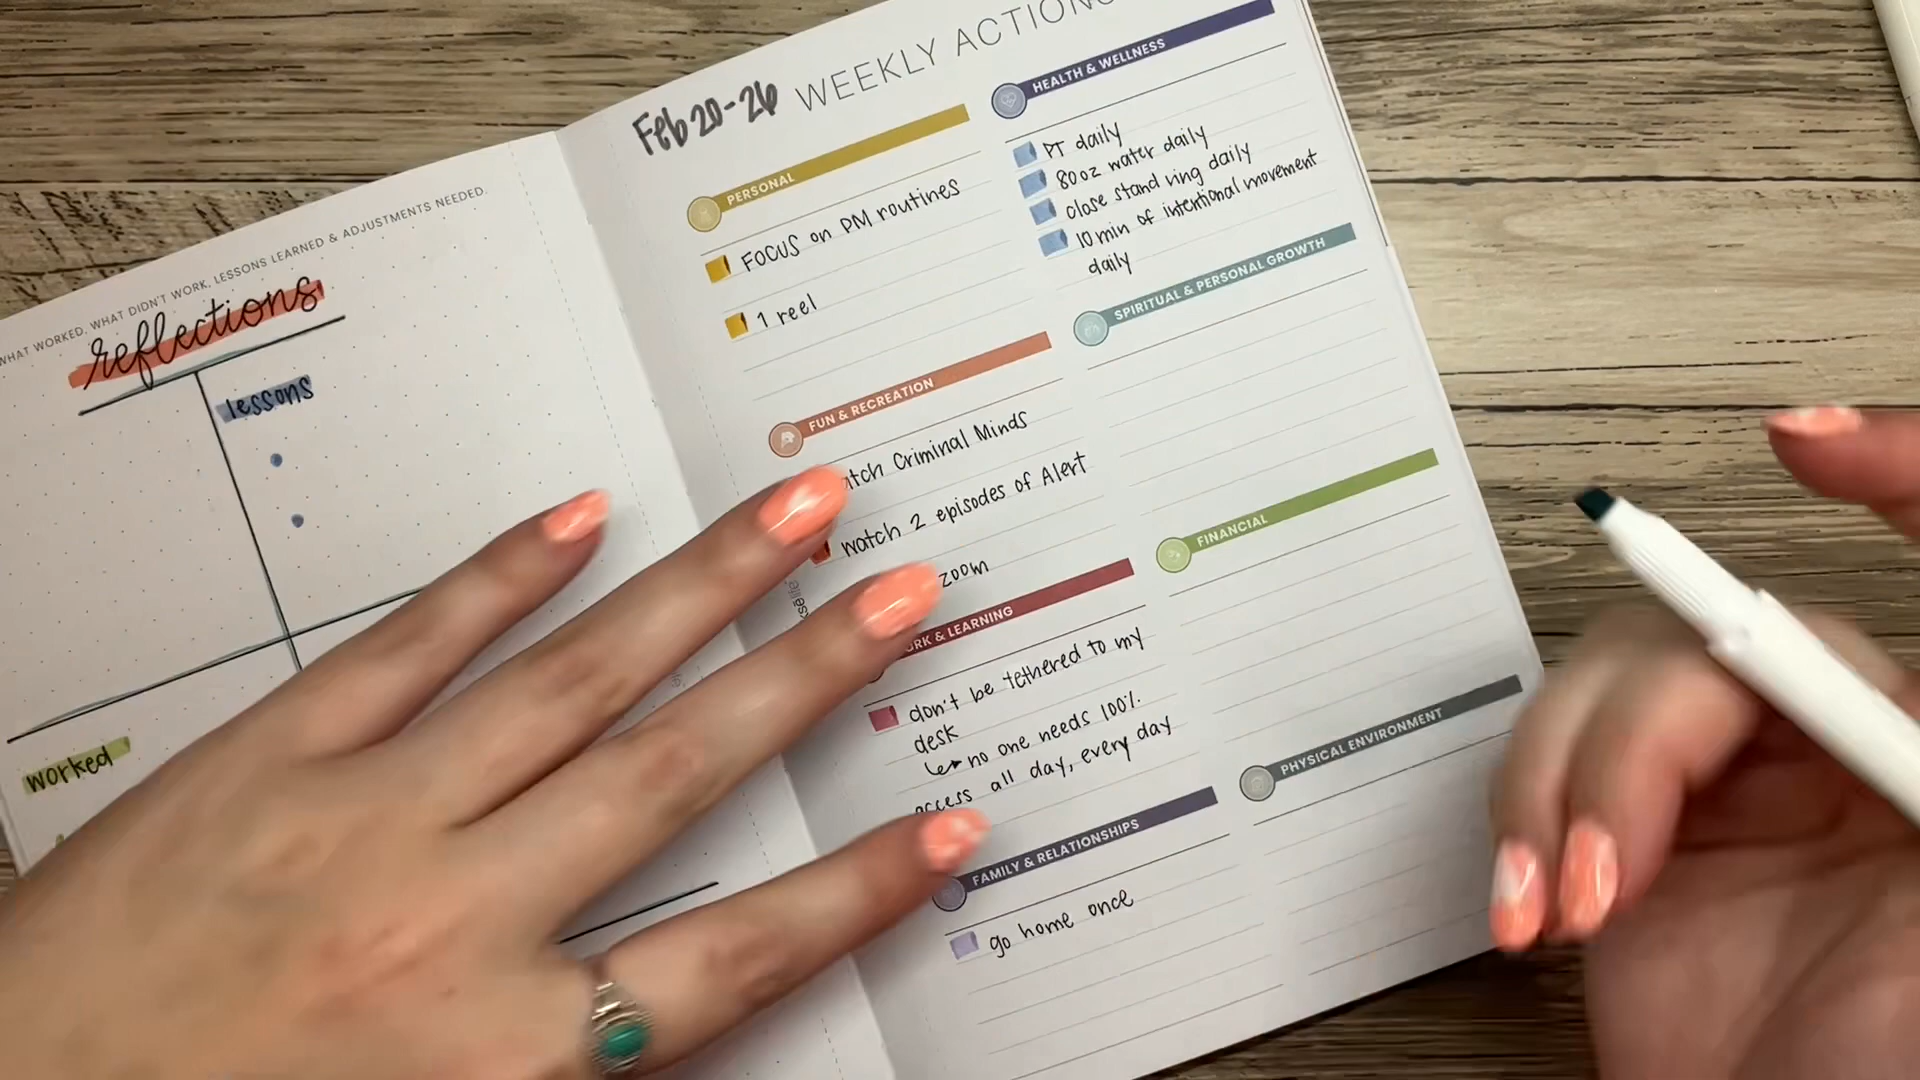 WHAT WORKED, WHAT DIDN'T WORK, LESSONS LEARNED & ADJUSTMENTS NEEDED.
reflections
lessons
worked
Feb 20-26
WEEKLY ACTIONS
PERSONAL
FOCUS on PM routines
1 reel
FUN & RECREATION
Criminal Minds
watch 2 episodes of Alert
zoom
& LEARNING
don't be tethered to my
desk
no one needs 100%
access all day, every day
FAMILY & RELATIONSHIPS
go home once
HEALTH & WELLNESS
PT daily
80oz water daily
close stand ring daily
10 min of intentional movement
daily
SPIRITUAL & PERSONAL GROWTH
FINANCIAL
PHYSICAL ENVIRONMENT